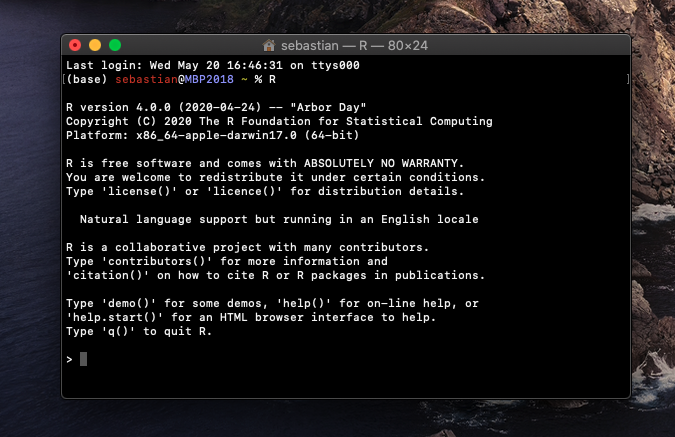 sebastian — R — 80×24
Last login: Wed May 20 16:46:31 on ttys000
[(base) sebastian@MBP2018 ~ % R ]
R version 4.0.0 (2020-04-24) -- "Arbor Day"
Copyright (C) 2020 The R Foundation for Statistical Computing
Platform: x86_64-apple-darwin17.0 (64-bit)
R is free software and comes with ABSOLUTELY NO WARRANTY.
You are welcome to redistribute it under certain conditions.
Type 'license()' or 'licence()' for distribution details.
Natural language support but running in an English locale
R is a collaborative project with many contributors.
Type 'contributors()' for more information and
'citation()' on how to cite R or R packages in publications.
Type 'demo()' for some demos, 'help()' for on-line help, or
'help.start()' for an HTML browser interface to help.
Type 'q()' to quit R.
>